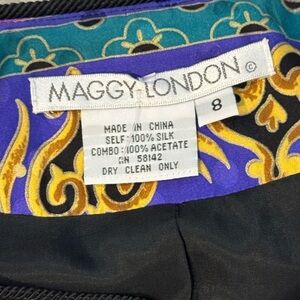 MAGGY LONDON ©
8
MADE IN CHINA
SELF: 100% SILK
COMBO: 100% ACETATE
RN 58142
DRY CLEAN ONLY